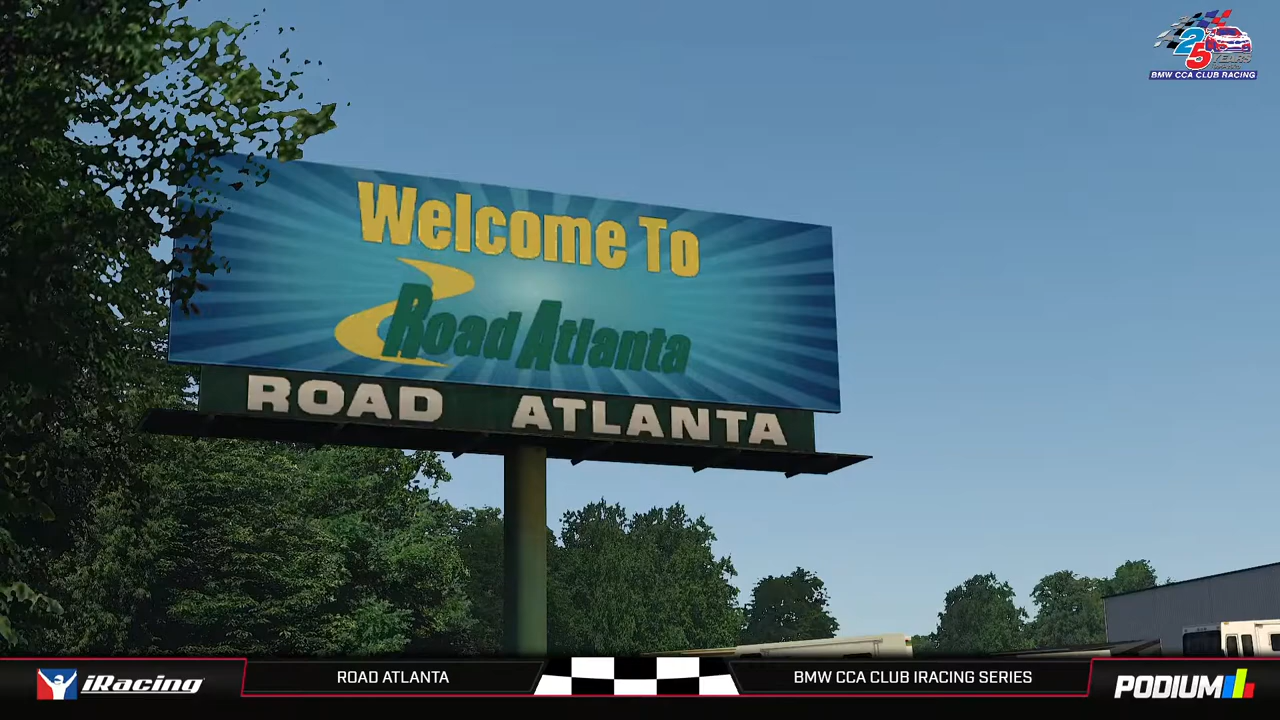 25
YEARS
BMW CCA CLUB RACING
Welcome To
Road Atlanta
ROAD ATLANTA
iRacing
ROAD ATLANTA
BMW CCA CLUB IRACING SERIES
PODIUM